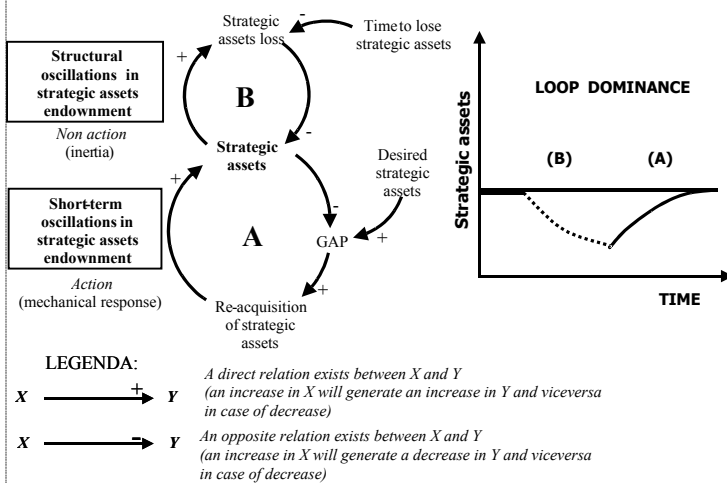 Strategic
assets loss
Time to lose
strategic assets
-
+
Structural
oscillations in
strategic assets
endownment
Non action
(inertia)
B
-
Strategic
assets
+
Desired
strategic
assets
Short-term
oscillations in
strategic assets
endownment
Action
(mechanical response)
A
-
GAP
+
+
Re-acquisition
of strategic
assets
Strategic assets
LOOP DOMINANCE
(B) (A)
TIME
LEGENDA:
X + Y
A direct relation exists between X and Y
(an increase in X will generate an increase in Y and viceversa
in case of decrease)
X - Y
An opposite relation exists between X and Y
(an increase in X will generate a decrease in Y and viceversa
in case of decrease)